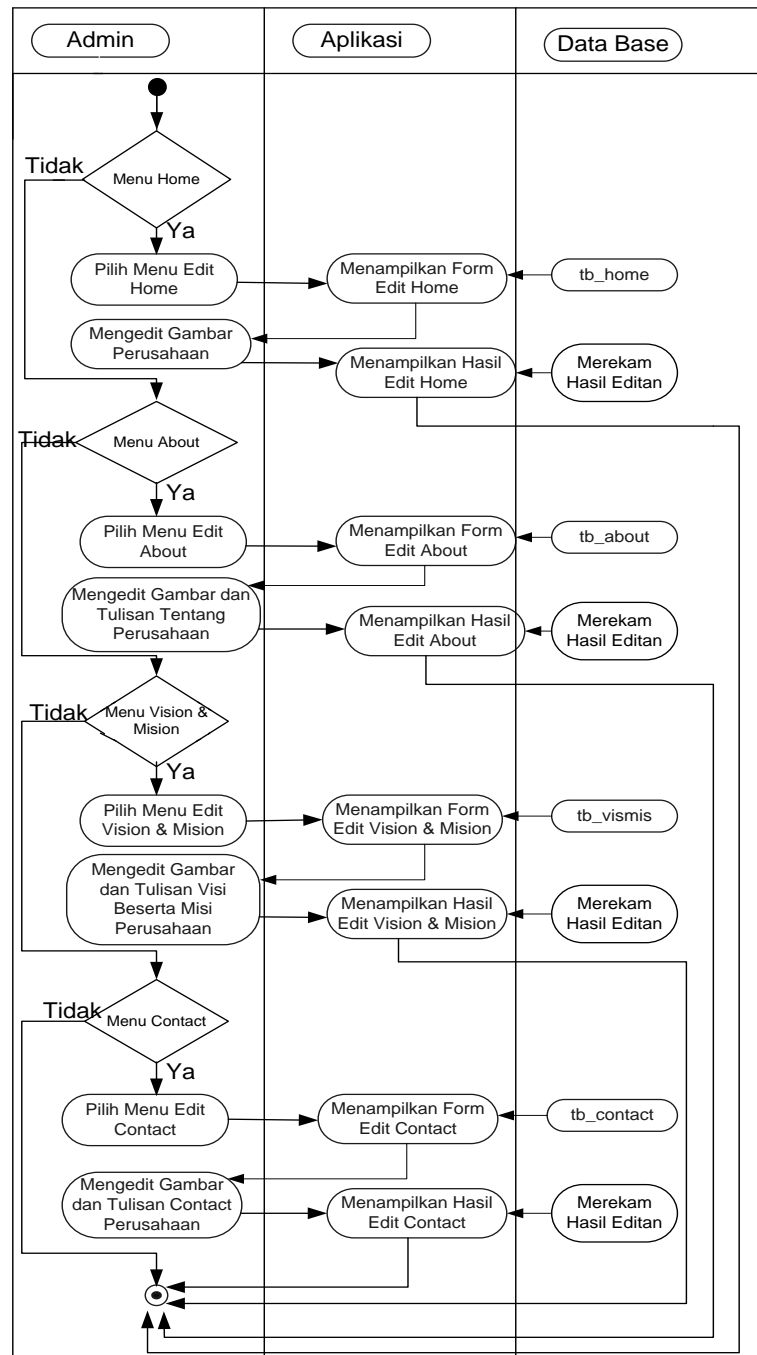 Admin
Aplikasi
Data Base
Tidak
Menu Home
Ya
Pilih Menu Edit
Home
Menampilkan Form
Edit Home
tb_home
Mengedit Gambar
Perusahaan
Menampilkan Hasil
Edit Home
Merekam
Hasil Editan
Tidak
Menu About
Ya
Pilih Menu Edit
About
Menampilkan Form
Edit About
tb_about
Mengedit Gambar dan
Tulisan Tentang
Perusahaan
Menampilkan Hasil
Edit About
Merekam
Hasil Editan
Tidak
Menu Vision &
Mision
Ya
Pilih Menu Edit
Vision & Mision
Menampilkan Form
Edit Vision & Mision
tb_vismis
Mengedit Gambar
dan Tulisan Visi
Beserta Misi
Perusahaan
Menampilkan Hasil
Edit Vision & Mision
Merekam
Hasil Editan
Tidak
Menu Contact
Ya
Pilih Menu Edit
Contact
Menampilkan Form
Edit Contact
tb_contact
Mengedit Gambar
dan Tulisan Contact
Perusahaan
Menampilkan Hasil
Edit Contact
Merekam
Hasil Editan